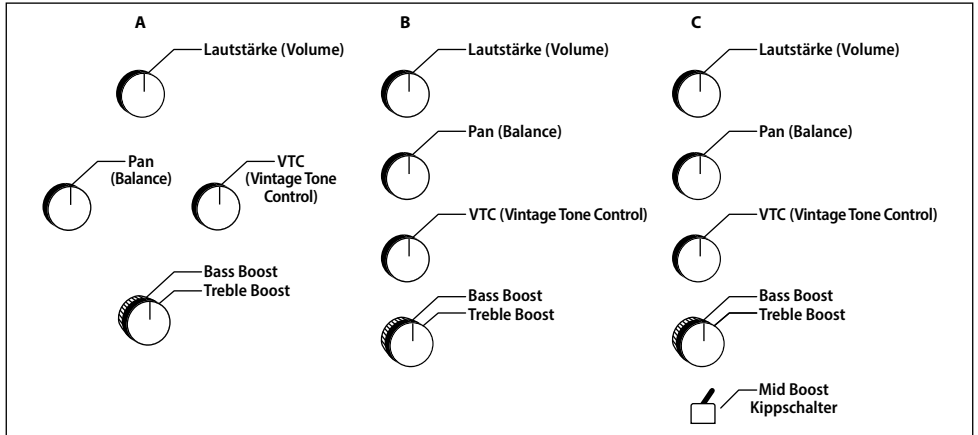 A
Lautstärke (Volume)
Pan
(Balance)
VTC
(Vintage Tone
Control)
Bass Boost
Treble Boost
B
Lautstärke (Volume)
Pan (Balance)
VTC (Vintage Tone Control)
Bass Boost
Treble Boost
C
Lautstärke (Volume)
Pan (Balance)
VTC (Vintage Tone Control)
Bass Boost
Treble Boost
Mid Boost
Kippschalter